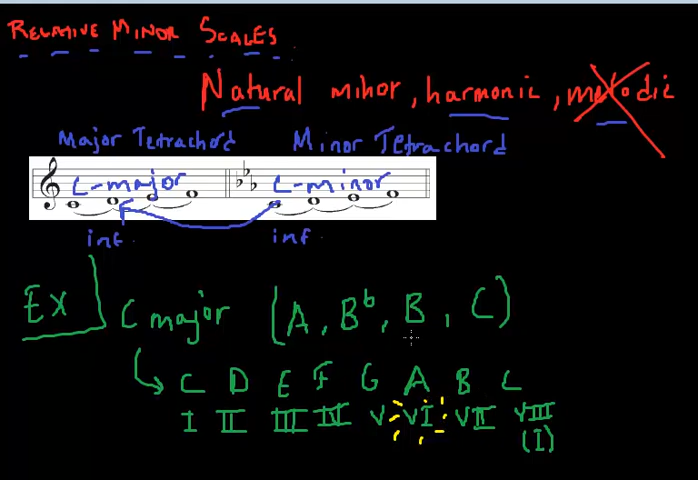 RELATIVE MINOR SCALES
Natural minor, harmonic, melodic
Major Tetrachord Minor Tetrachord
C-major C-minor
inf. inf.
Ex C major (A, Bb, B, C)
C D E F G A B C
I II III IV V VI VII VIII
(I)